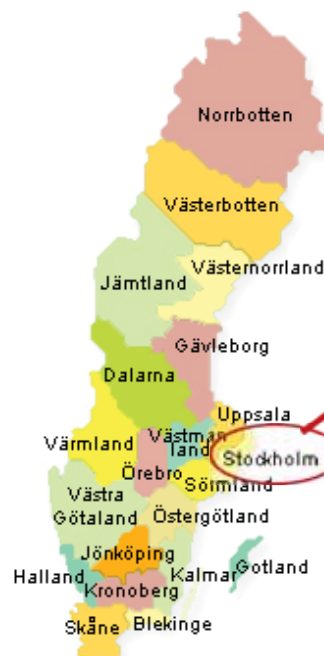 Norrbotten
Västerbotten
Västernorrland
Jämtland
Gävleborg
Dalarna
Uppsala
Värmland
Västman
land
Stockholm
Örebro
Sörmland
Västra
Götaland
Östergötland
Jönköping
Halland
Kalmar
Gotland
Kronoberg
Skåne
Blekinge